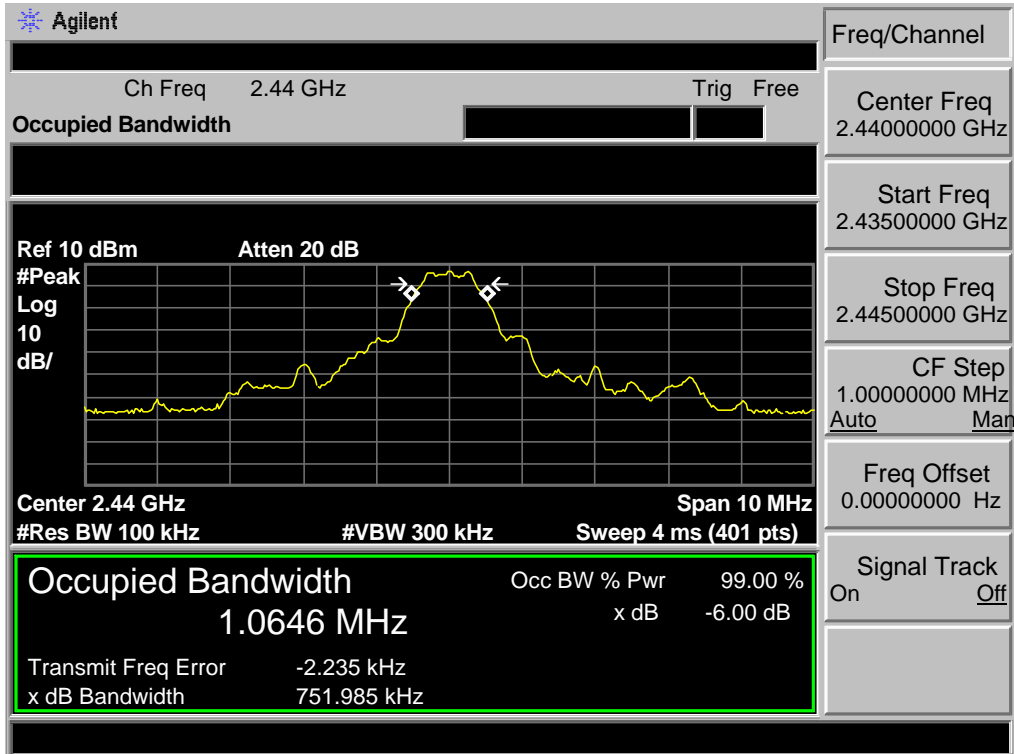 Agilent
Freq/Channel
Ch Freq 2.44 GHz Trig Free
Occupied Bandwidth
Center Freq
2.44000000 GHz
Start Freq
2.43500000 GHz
Stop Freq
2.44500000 GHz
CF Step
1.00000000 MHz
Auto Man
Freq Offset
0.00000000 Hz
Signal Track
On Off
Ref 10 dBm Atten 20 dB
#Peak
Log
10
dB/
Center 2.44 GHz Span 10 MHz
#Res BW 100 kHz #VBW 300 kHz Sweep 4 ms (401 pts)
Occupied Bandwidth Occ BW % Pwr 99.00 %
1.0646 MHz x dB -6.00 dB
Transmit Freq Error -2.235 kHz
x dB Bandwidth 751.985 kHz